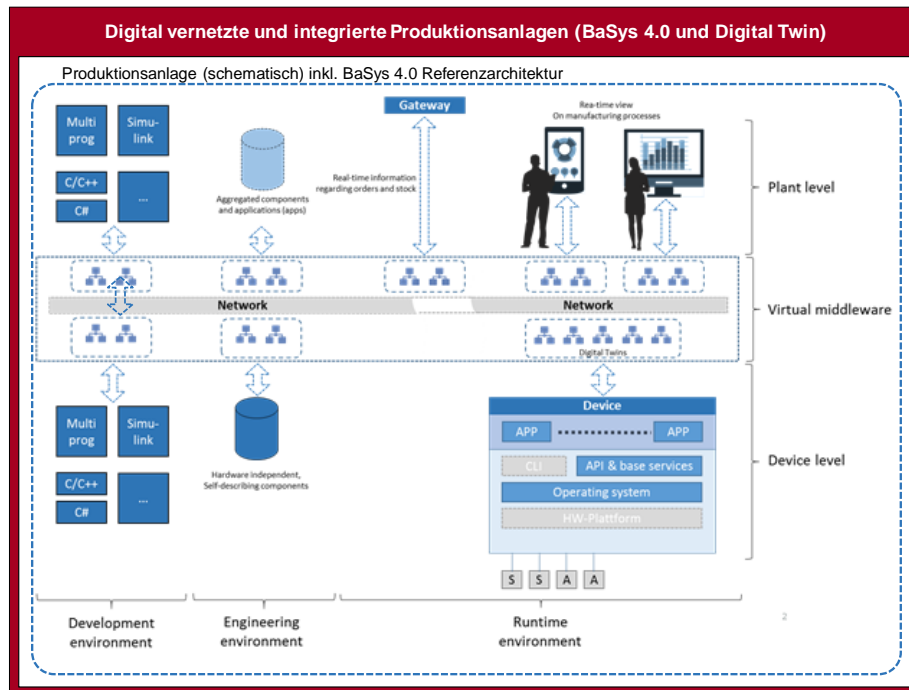 Digital vernetzte und integrierte Produktionsanlagen (BaSys 4.0 und Digital Twin)
Produktionsanlage (schematisch) inkl. BaSys 4.0 Referenzarchitektur
Multi
prog
Simu-
link
C/C++
C#
...
Aggregated components
and applications (apps)
Gateway
Real-time information
regarding orders and stock
Rea-time view
On manufacturing processes
Plant level
Network
Network
Digital Twins
Virtual middleware
Multi
prog
Simu-
link
C/C++
C#
...
Hardware independent,
Self-describing components
Device
APP
APP
CLI
API & base services
Operating system
HW-Plattform
S
S
A
A
Device level
Development
environment
Engineering
environment
Runtime
environment
2